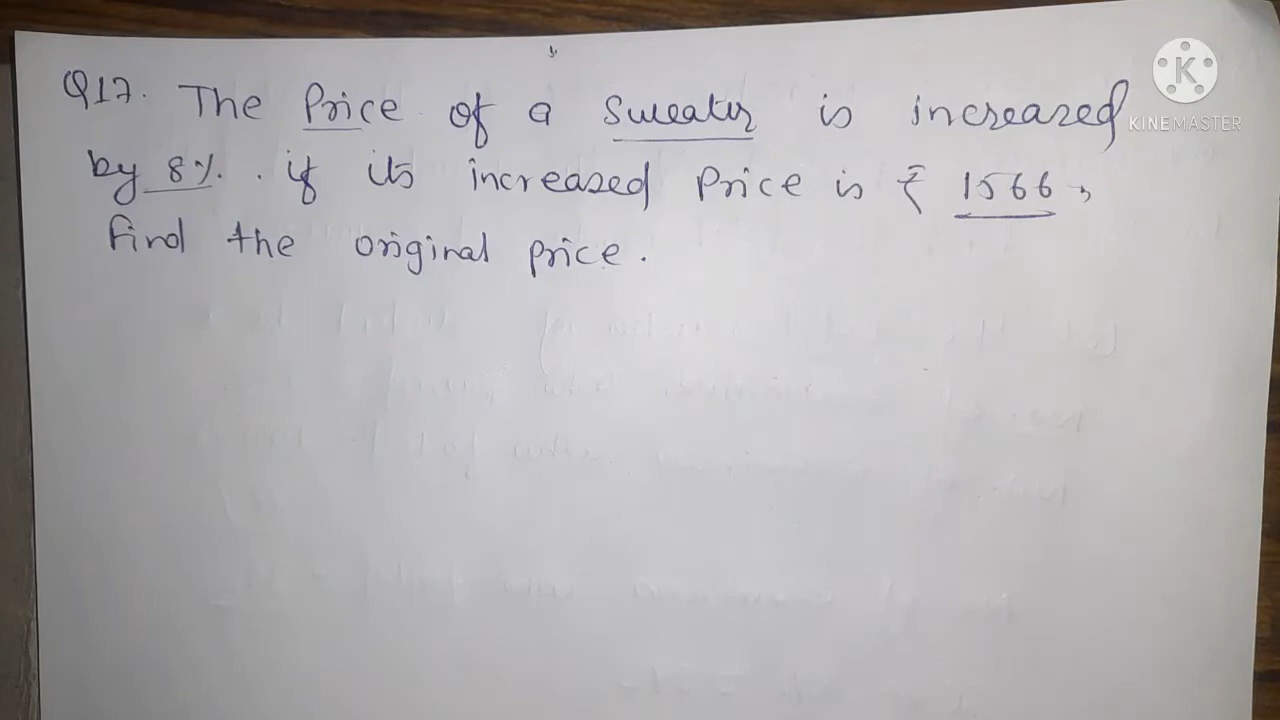 Q17. The Price of a Sweater is increased
by 8%. if its increased Price is ₹ 1566,
Find the original price.
K
KINEMASTER